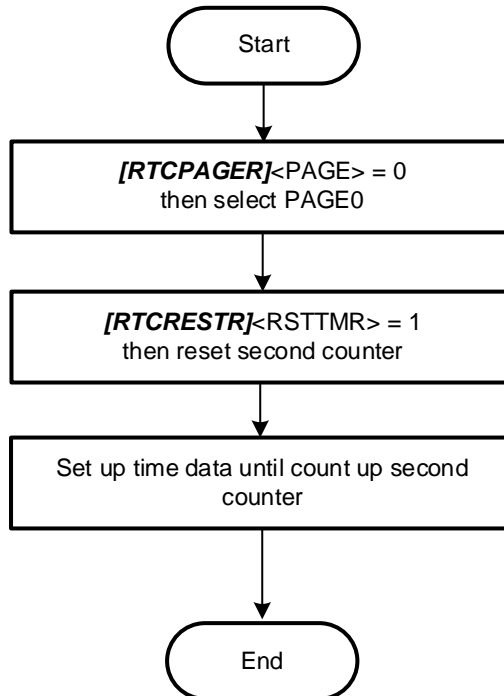 Start
[RTCPAGER]<PAGE> = 0
then select PAGE0
[RTCRESTR]<RSTTMR> = 1
then reset second counter
Set up time data until count up second
counter
End